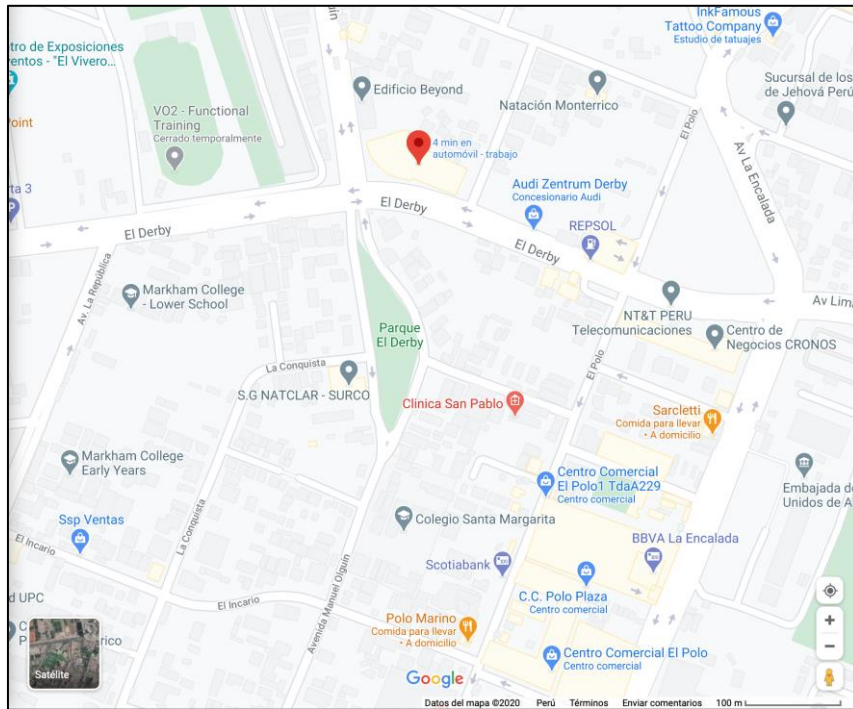 InkFamous
Tattoo Company
Estudio de tatuajes
tro de Exposiciones
ventos - "El Vivero...
Edificio Beyond
Sucursal de los
de Jehová Perú
Natación Monterrico
VO2 - Functional
Training
Cerrado temporalmente
Point
Olguín
4 min en
automóvil - trabajo
El Polo
Av La Encalada
rta 3
Audi Zentrum Derby
Concesionario Audi
El Derby
REPSOL
El Derby
El Derby
Av. La República
Markham College
- Lower School
NT&T PERU
Telecomunicaciones
Av Lima
Centro de
Negocios CRONOS
Parque
El Derby
La Conquista
El Polo
S.G NATCLAR - SURCO
Clinica San Pablo
Sarcletti
Comida para llevar
• A domicilio
Markham College
Early Years
Centro Comercial
El Polo1 TdaA229
Centro comercial
Embajada de
Unidos de A
Ssp Ventas
La Conquista
Colegio Santa Margarita
El Incario
BBVA La Encalada
Scotiabank
C.C. Polo Plaza
Centro comercial
El Incario
Avenida Manuel Olguín
d UPC
Polo Marino
Comida para llevar
• A domicilio
C
P
rrico
Satélite
Centro Comercial El Polo
Centro comercial
Google
Datos del mapa ©2020 Perú Términos Enviar comentarios 100 m